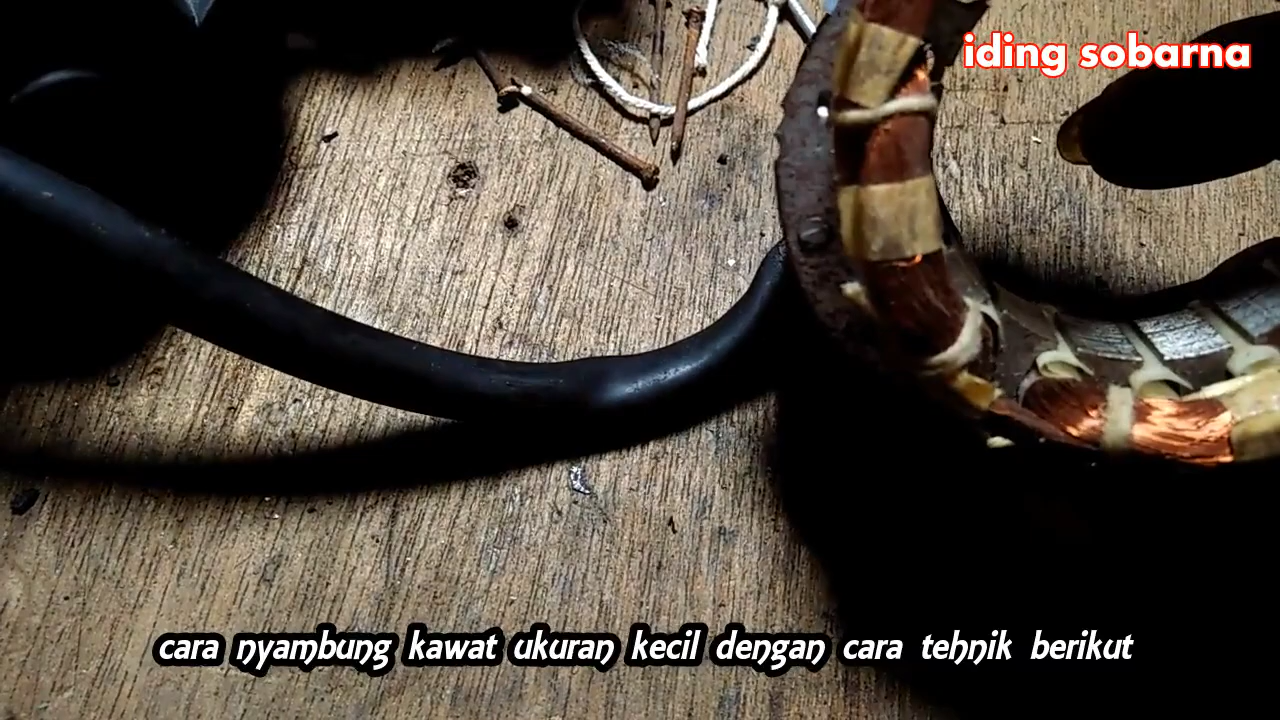 iding sobarna
cara nyambung kawat ukuran kecil dengan cara tehnik berikut